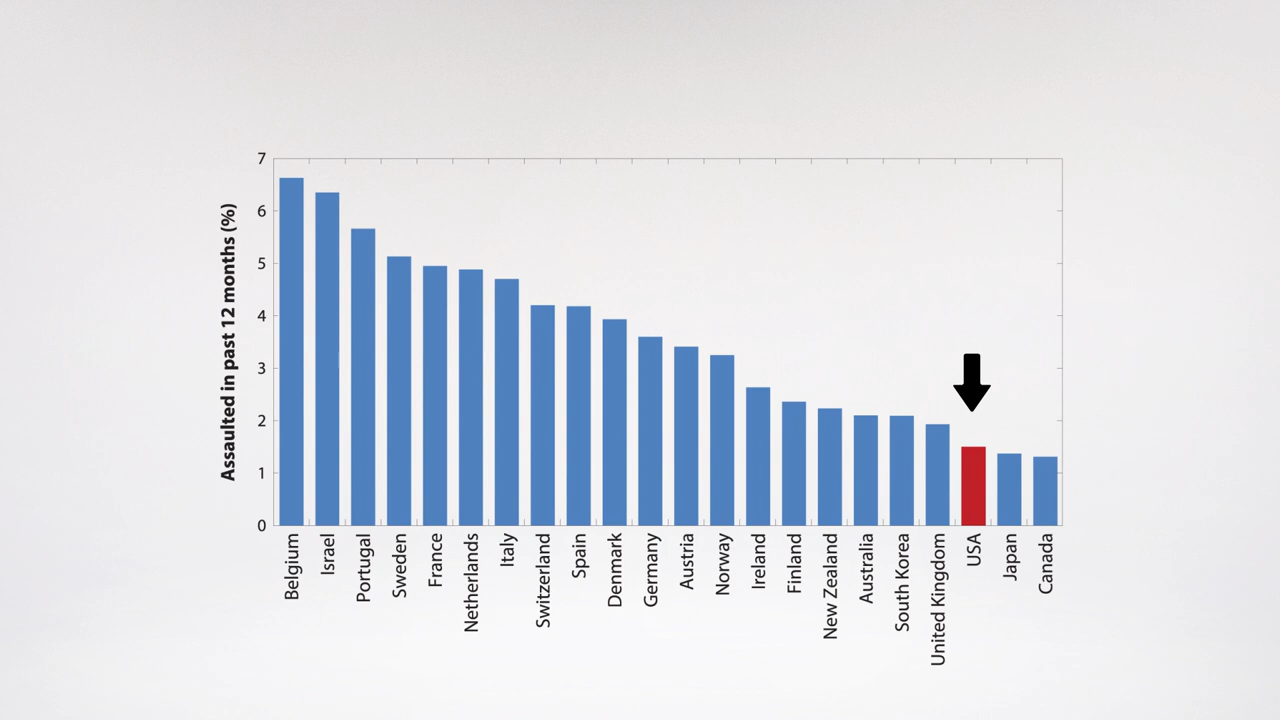 Assaulted in past 12 months (%)
7
6
5
4
3
2
1
0
Belgium
Israel
Portugal
Sweden
France
Netherlands
Italy
Switzerland
Spain
Denmark
Germany
Austria
Norway
Ireland
Finland
New Zealand
Australia
South Korea
United Kingdom
USA
Japan
Canada